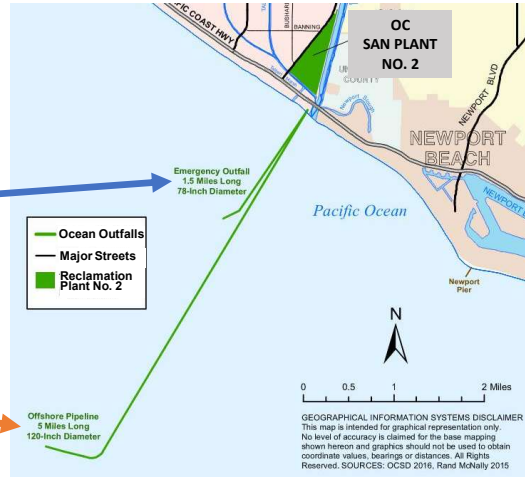 PACIFIC COAST HWY
BUSHARD
BANNING
OC
SAN PLANT
NO. 2
COUNTY
Newport Slough
NEWPORT BLVD
NEWPORT
BEACH
Emergency Outfall
1.5 Miles Long
78-Inch Diameter
Pacific Ocean
Ocean Outfalls
Major Streets
Reclamation
Plant No. 2
Newport
Pier
N
0 0.5 1 2 Miles
Offshore Pipeline
5 Miles Long
120-Inch Diameter
GEOGRAPHICAL INFORMATION SYSTEMS DISCLAIMER
This map is intended for graphical representation only.
No level of accuracy is claimed for the base mapping
shown hereon and graphics should not be used to obtain
coordinate values, bearings or distances. All Rights
Reserved. SOURCES: OCSD 2016, Rand McNally 2015